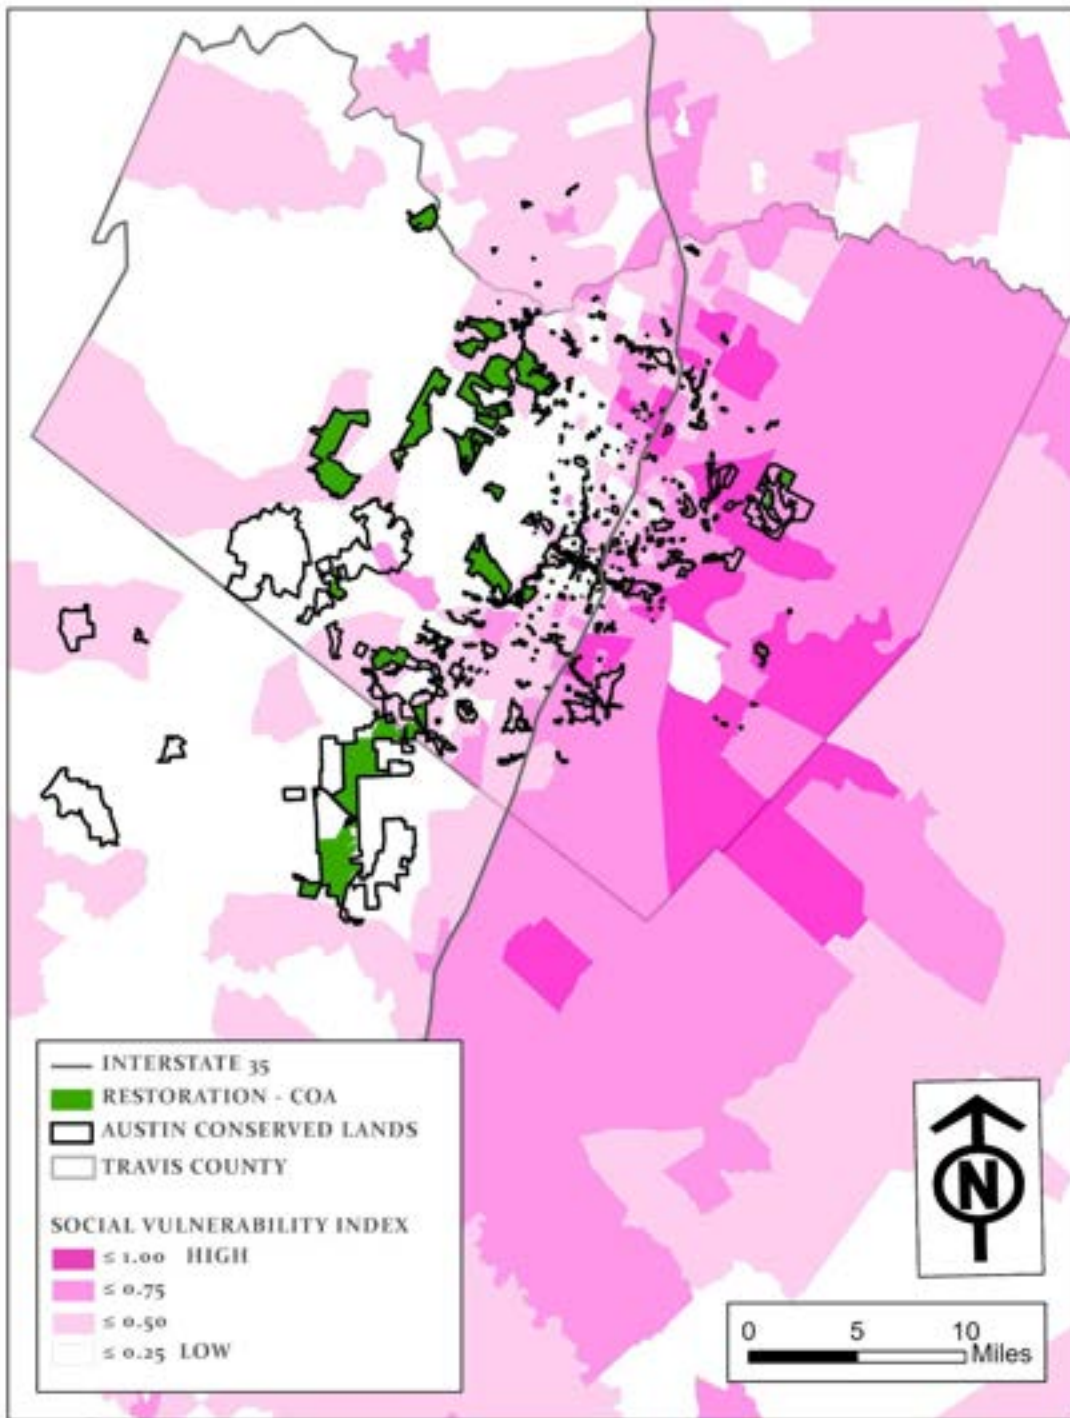 INTERSTATE 35
RESTORATION - COA
AUSTIN CONSERVED LANDS
TRAVIS COUNTY
SOCIAL VULNERABILITY INDEX
≤ 1.00 HIGH
≤ 0.75
≤ 0.50
≤ 0.25 LOW
N
0 5 10
Miles